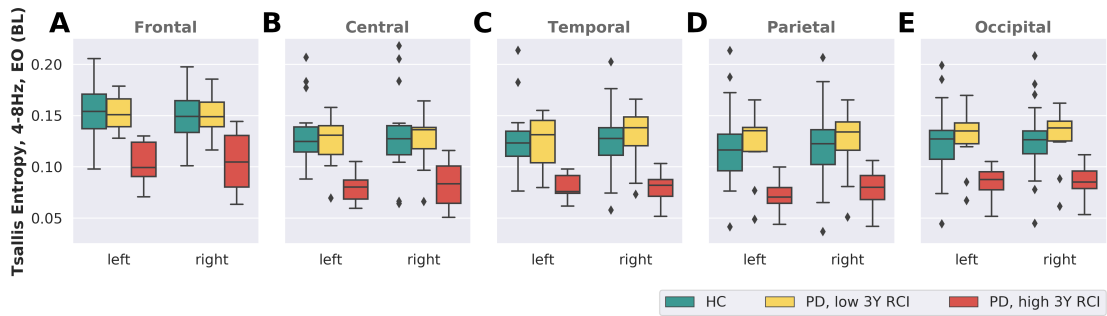 A Frontal
B Central
C Temporal
D Parietal
E Occipital
Tsallis Entropy, 4-8Hz, EO (BL)
0.20
0.15
0.10
0.05
left right
left right
left right
left right
left right
HC PD, low 3Y RCI PD, high 3Y RCI